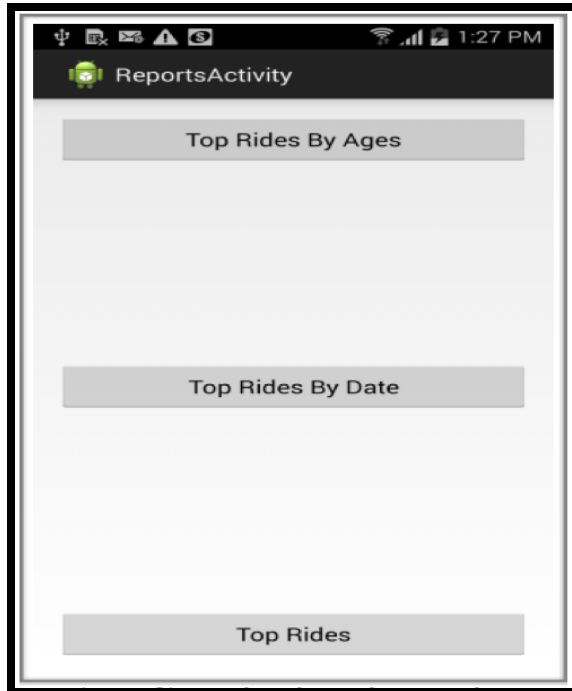 1:27 PM
ReportsActivity
Top Rides By Ages
Top Rides By Date
Top Rides